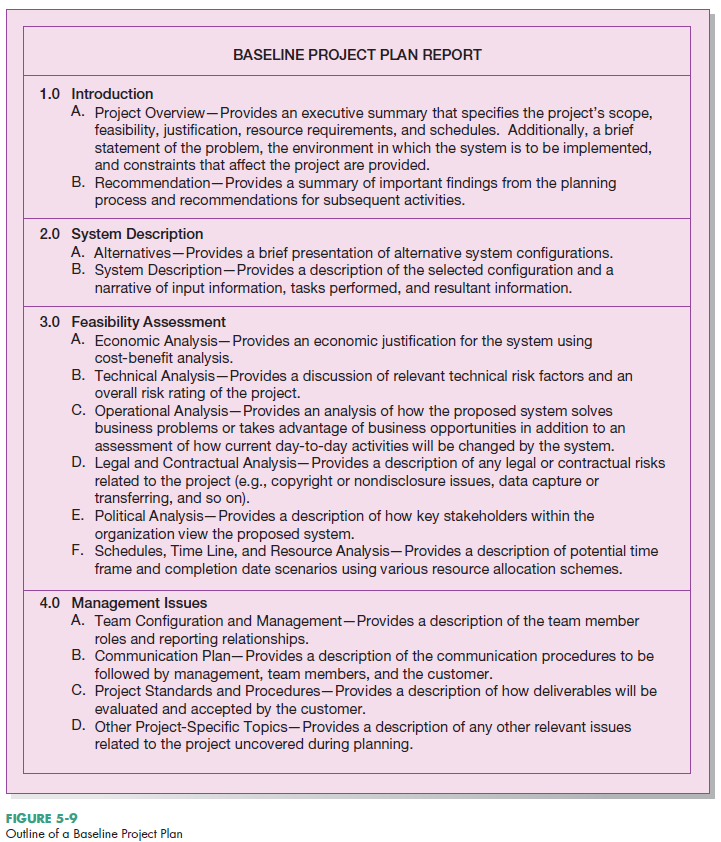 BASELINE PROJECT PLAN REPORT
1.0 Introduction
A. Project Overview—Provides an executive summary that specifies the project's scope,
feasibility, justification, resource requirements, and schedules. Additionally, a brief
statement of the problem, the environment in which the system is to be implemented,
and constraints that affect the project are provided.
B. Recommendation—Provides a summary of important findings from the planning
process and recommendations for subsequent activities.
2.0 System Description
A. Alternatives—Provides a brief presentation of alternative system configurations.
B. System Description—Provides a description of the selected configuration and a
narrative of input information, tasks performed, and resultant information.
3.0 Feasibility Assessment
A. Economic Analysis—Provides an economic justification for the system using
cost-benefit analysis.
B. Technical Analysis—Provides a discussion of relevant technical risk factors and an
overall risk rating of the project.
C. Operational Analysis—Provides an analysis of how the proposed system solves
business problems or takes advantage of business opportunities in addition to an
assessment of how current day-to-day activities will be changed by the system.
D. Legal and Contractual Analysis—Provides a description of any legal or contractual risks
related to the project (e.g., copyright or nondisclosure issues, data capture or
transferring, and so on).
E. Political Analysis—Provides a description of how key stakeholders within the
organization view the proposed system.
F. Schedules, Time Line, and Resource Analysis—Provides a description of potential time
frame and completion date scenarios using various resource allocation schemes.
4.0 Management Issues
A. Team Configuration and Management—Provides a description of the team member
roles and reporting relationships.
B. Communication Plan—Provides a description of the communication procedures to be
followed by management, team members, and the customer.
C. Project Standards and Procedures—Provides a description of how deliverables will be
evaluated and accepted by the customer.
D. Other Project-Specific Topics—Provides a description of any other relevant issues
related to the project uncovered during planning.
FIGURE 5-9
Outline of a Baseline Project Plan